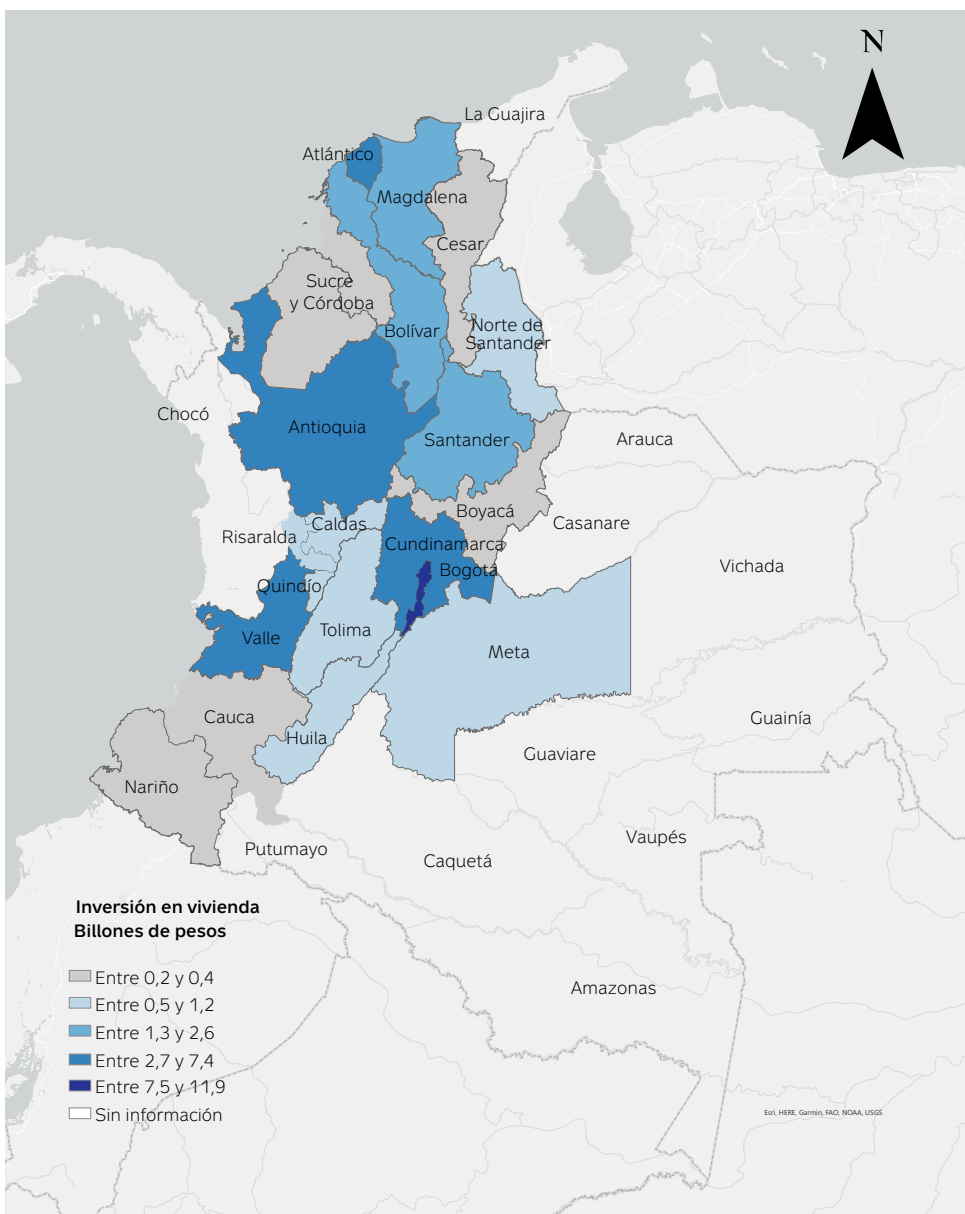 N
La Guajira
Atlántico
Magdalena
Cesar
Sucre
y Córdoba
Bolívar
Norte de
Santander
Chocó
Antioquia
Santander
Arauca
Boyacá
Caldas
Casanare
Risaralda
Cundinamarca
Vichada
Bogotá
Quindío
Tolima
Valle
Meta
Cauca
Guainía
Huila
Guaviare
Nariño
Vaupés
Putumayo
Caquetá
Amazonas
Inversión en vivienda
Billones de pesos
Entre 0,2 y 0,4
Entre 0,5 y 1,2
Entre 1,3 y 2,6
Entre 2,7 y 7,4
Entre 7,5 y 11,9
Sin información
Esri, HERE, Garmin, FAO, NOAA, USGS